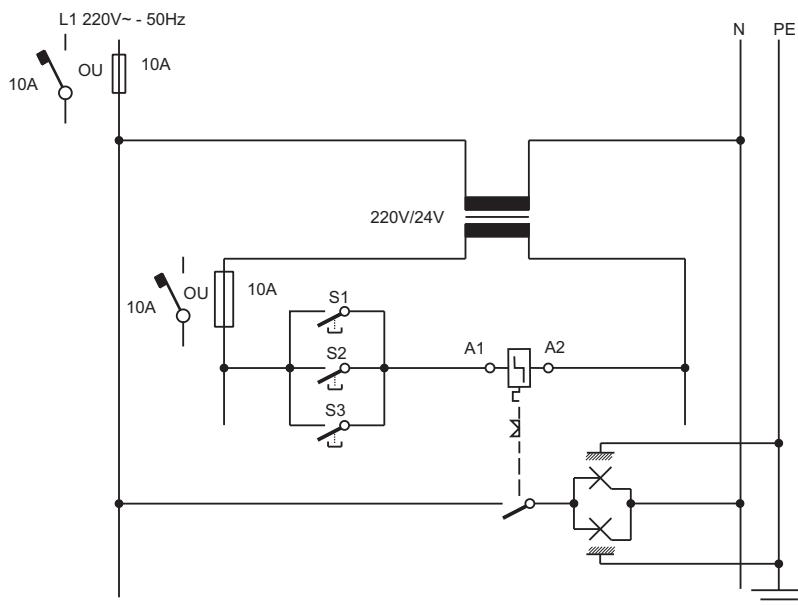 L1 220V~ - 50Hz
N PE
10A OU 10A
220V/24V
10A OU 10A
S1
S2
A1 A2
S3